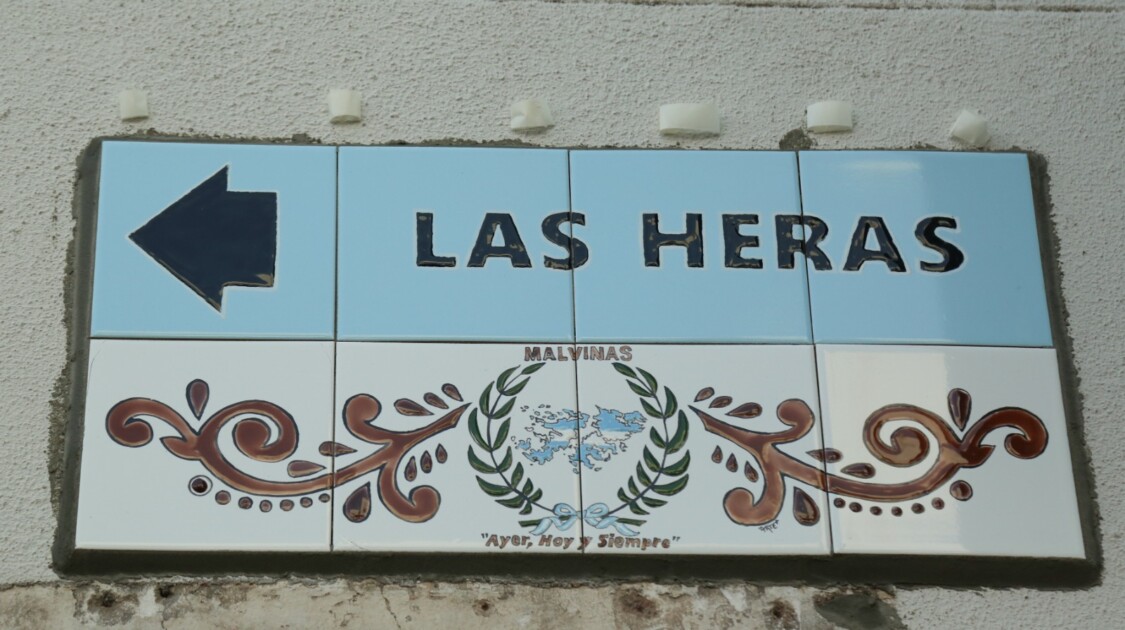 LAS HERAS
MALVINAS
"Ayer, Hoy y Siempre"